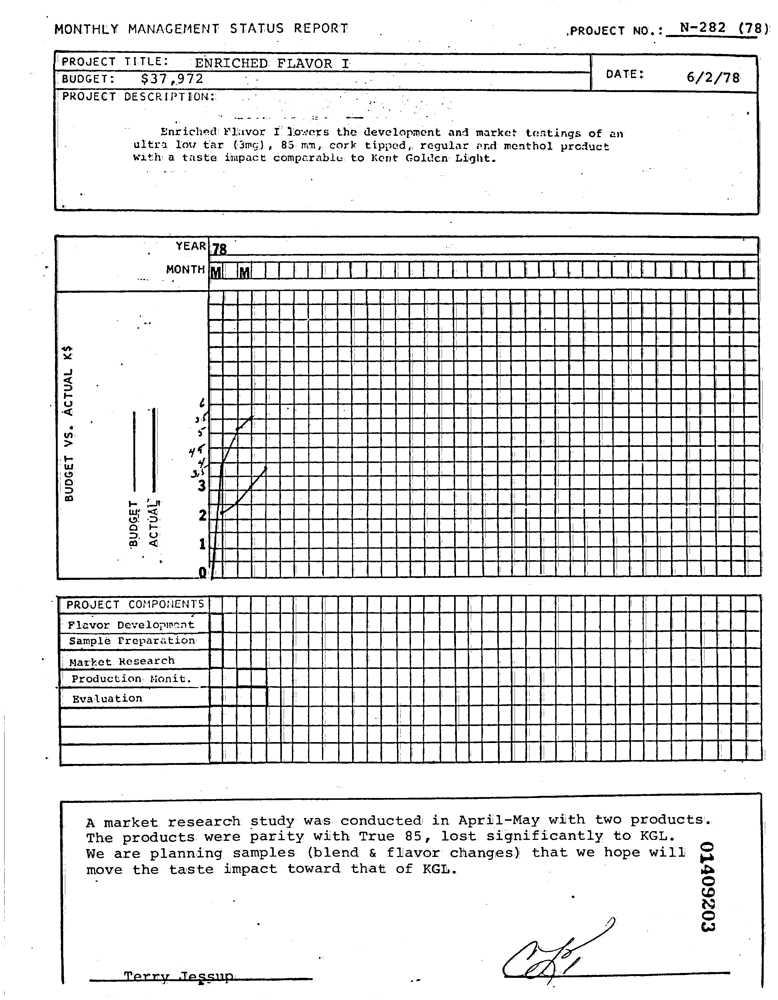 MONTHLY MANAGEMENT STATUS REPORT PROJECT NO.: N-282 (78)
PROJECT TITLE: ENRICHED FLAVOR I
BUDGET: $37,972
DATE: 6/2/78
PROJECT DESCRIPTION:
Enriched Flavor I lowers the development and market testings of an
ultra low tar (3mg), 85 mm, cork tipped, regular and menthol product
with a taste impact comparable to Kent Golden Light.
YEAR 78
MONTH M M
BUDGET VS. ACTUAL K$
BUDGET
ACTUAL
6
5
4 5
4
3
2
1
0
PROJECT COMPONENTS
Flavor Development
Sample Preparation
Market Research
Production Monit.
Evaluation
A market research study was conducted in April-May with two products.
The products were parity with True 85, lost significantly to KGL.
We are planning samples (blend & flavor changes) that we hope will
move the taste impact toward that of KGL.
01409203
Terry Jessup